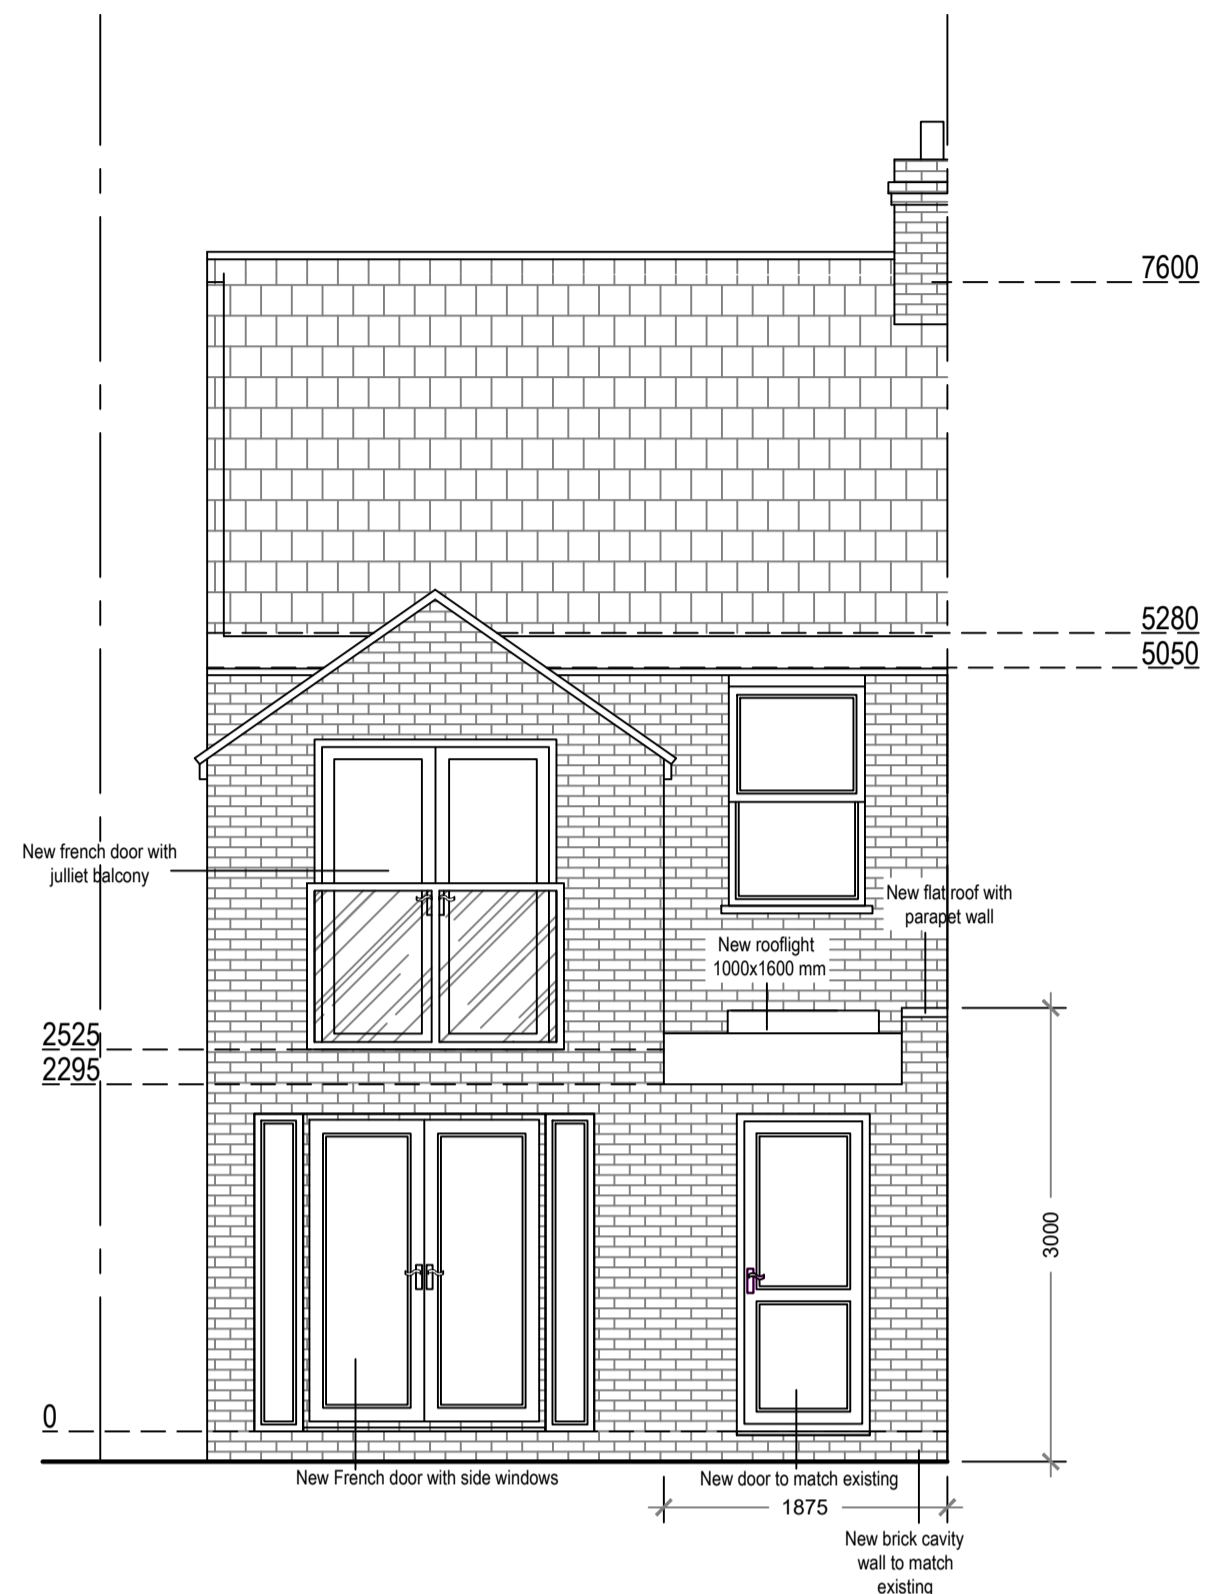 7600
5280
5050
New french door with
julliet balcony
New flat roof with
parapet wall
New rooflight
1000x1600 mm
2525
2295
3000
0
New French door with side windows
New door to match existing
1875
New brick cavity
wall to match
existing